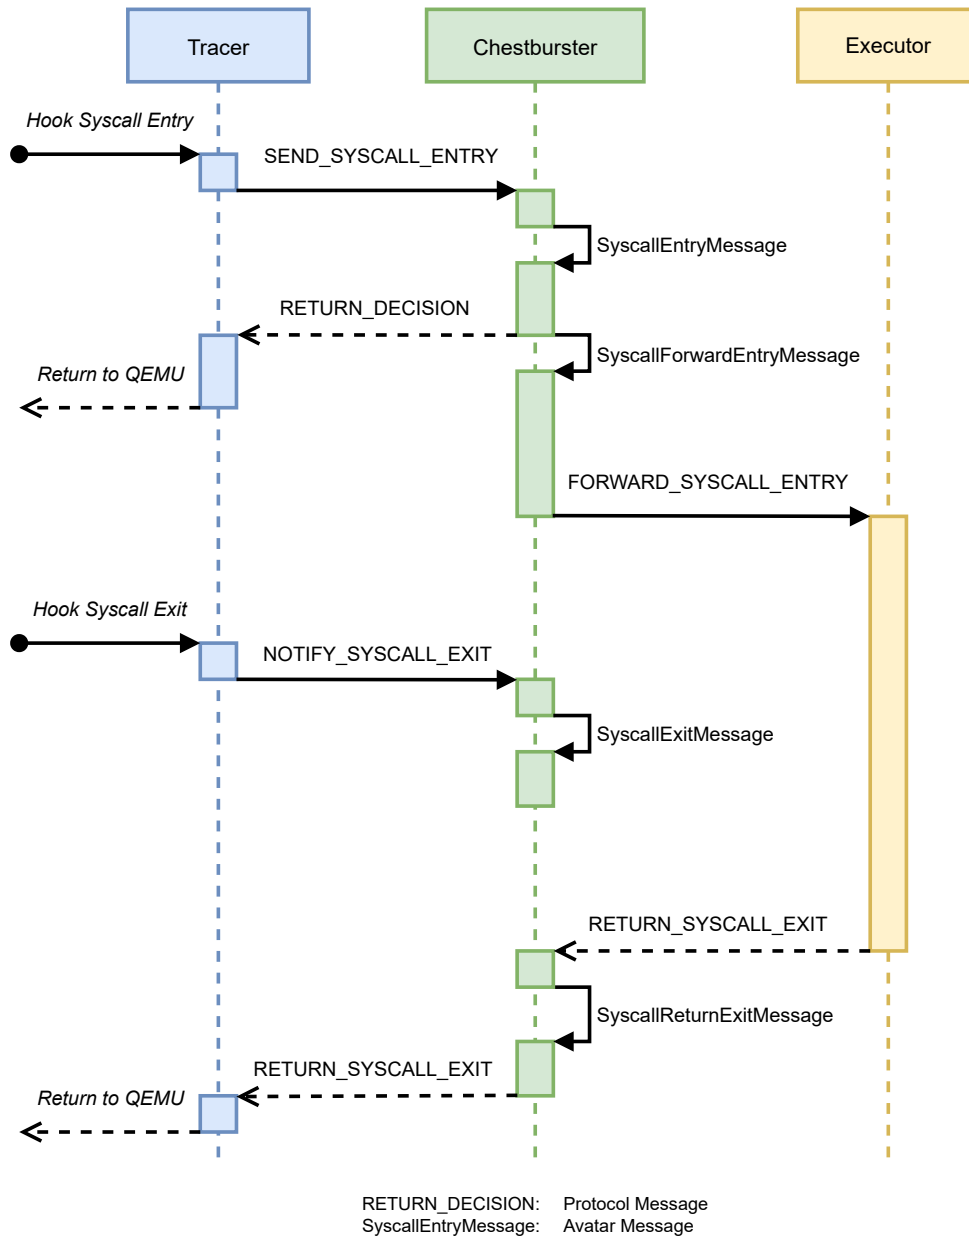 Tracer
Chestburster
Executor
Hook Syscall Entry
SEND_SYSCALL_ENTRY
SyscallEntryMessage
RETURN_DECISION
SyscallForwardEntryMessage
Return to QEMU
FORWARD_SYSCALL_ENTRY
Hook Syscall Exit
NOTIFY_SYSCALL_EXIT
SyscallExitMessage
RETURN_SYSCALL_EXIT
SyscallReturnExitMessage
RETURN_SYSCALL_EXIT
Return to QEMU
RETURN_DECISION: Protocol Message
SyscallEntryMessage: Avatar Message